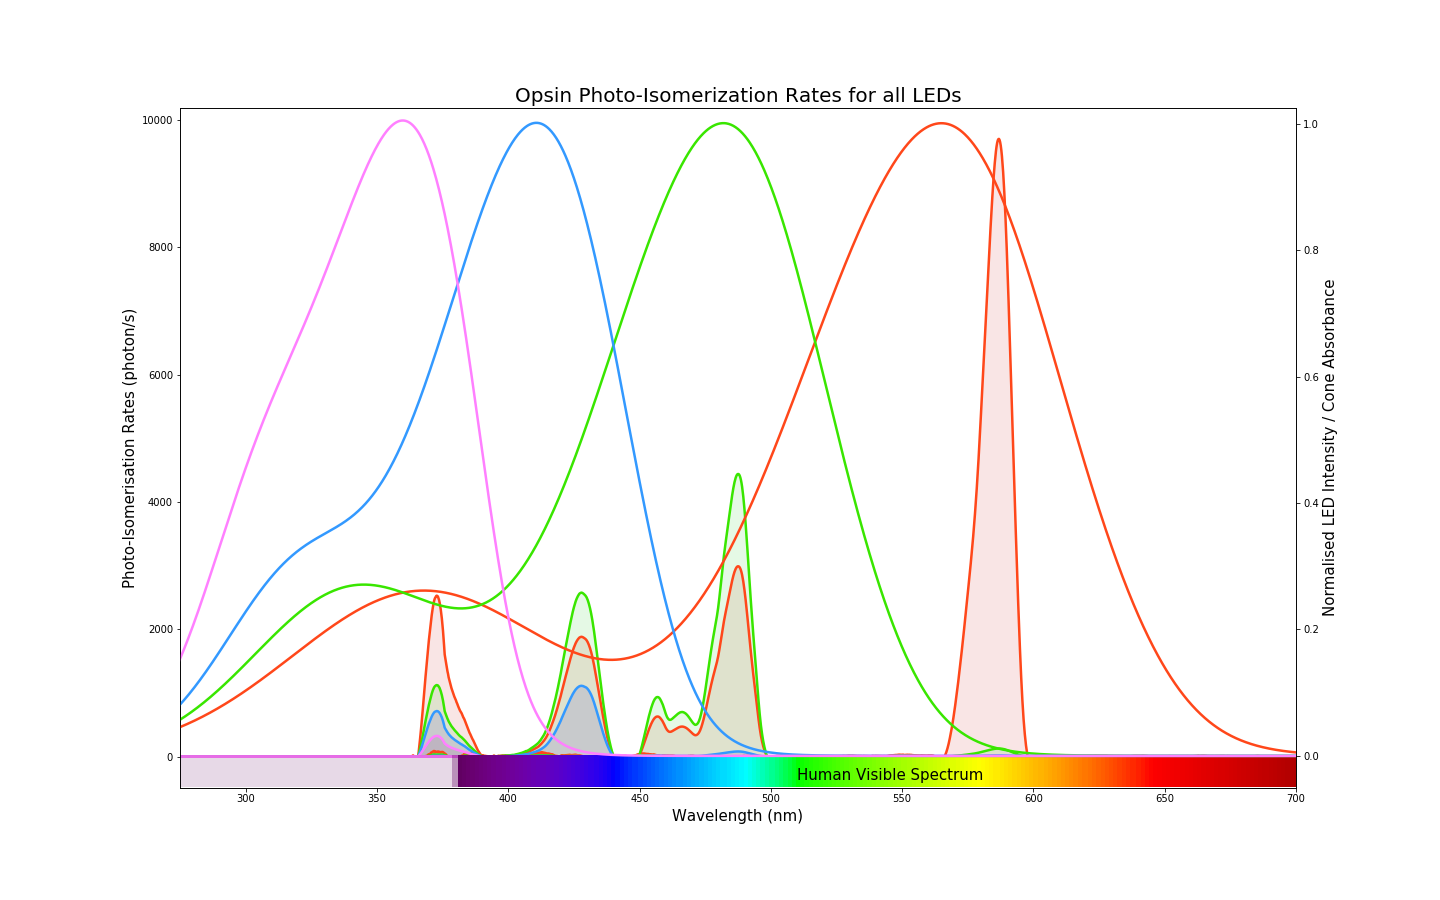 Opsin Photo-Isomerization Rates for all LEDs
Photo-Isomerisation Rates (photon/s)
10000
8000
6000
4000
2000
0
1.0
0.8
0.6
0.4
0.2
0.0
Normalised LED Intensity / Cone Absorbance
Human Visible Spectrum
300 350 400 450 500 550 600 650 700
Wavelength (nm)